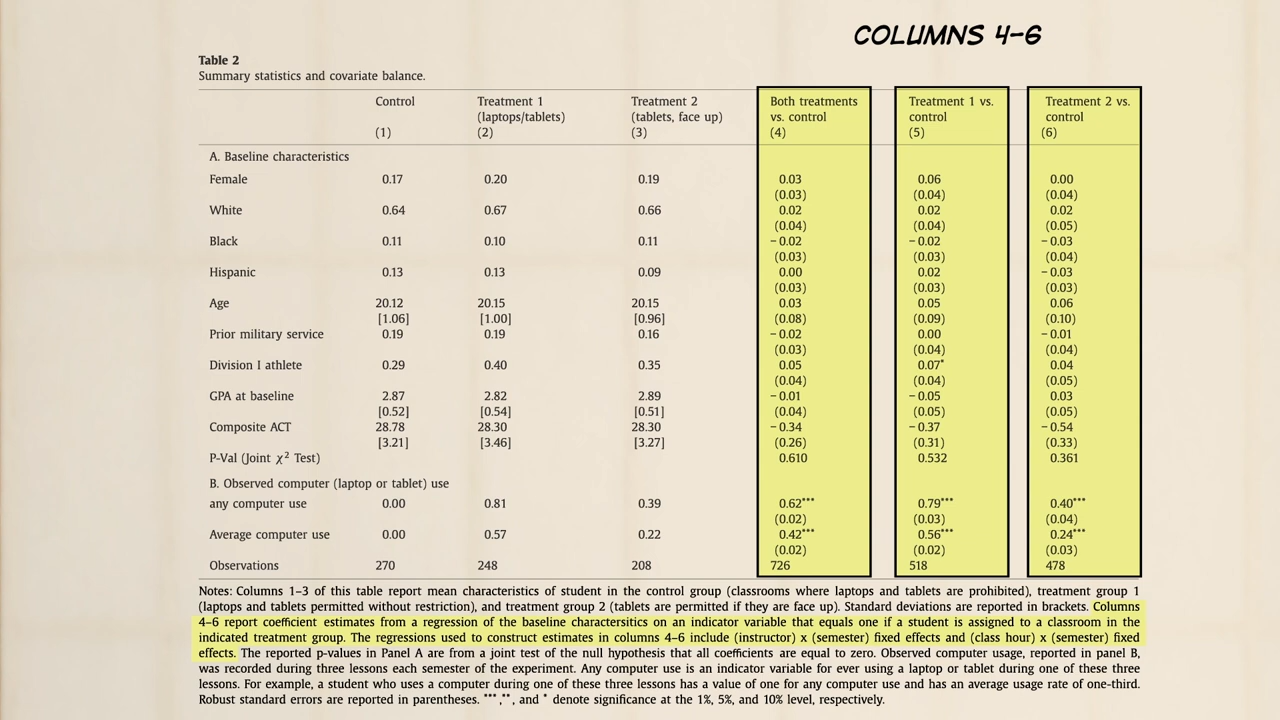 COLUMNS 4-6
Table 2
Summary statistics and covariate balance.
Control Treatment 1 Treatment 2 Both treatments Treatment 1 vs. Treatment 2 vs.
(laptops/tablets) (tablets, face up) vs. control control control
(1) (2) (3) (4) (5) (6)
A. Baseline characteristics
Female 0.17 0.20 0.19 0.03 0.06 0.00
(0.03) (0.04) (0.04)
White 0.64 0.67 0.66 0.02 0.02 0.02
(0.04) (0.04) (0.05)
Black 0.11 0.10 0.11 −0.02 −0.02 −0.03
(0.03) (0.03) (0.04)
Hispanic 0.13 0.13 0.09 0.00 0.02 −0.03
(0.03) (0.03) (0.03)
Age 20.12 20.15 20.15 0.03 0.05 0.06
[1.06] [1.00] [0.96] (0.08) (0.09) (0.10)
Prior military service 0.19 0.19 0.16 −0.02 0.00 −0.01
(0.03) (0.04) (0.04)
Division I athlete 0.29 0.40 0.35 0.05 0.07* 0.04
(0.04) (0.04) (0.05)
GPA at baseline 2.87 2.82 2.89 −0.01 −0.05 0.03
[0.52] [0.54] [0.51] (0.04) (0.05) (0.05)
Composite ACT 28.78 28.30 28.30 −0.34 −0.37 −0.54
[3.21] [3.46] [3.27] (0.26) (0.31) (0.33)
P-Val (Joint χ² Test) 0.610 0.532 0.361
B. Observed computer (laptop or tablet) use
any computer use 0.00 0.81 0.39 0.62*** 0.79*** 0.40***
(0.02) (0.03) (0.04)
Average computer use 0.00 0.57 0.22 0.42*** 0.56*** 0.24***
(0.02) (0.02) (0.03)
Observations 270 248 208 726 518 478
Notes: Columns 1–3 of this table report mean characteristics of student in the control group (classrooms where laptops and tablets are prohibited), treatment group 1
(laptops and tablets permitted without restriction), and treatment group 2 (tablets are permitted if they are face up). Standard deviations are reported in brackets. Columns
4–6 report coefficient estimates from a regression of the baseline charactersitics on an indicator variable that equals one if a student is assigned to a classroom in the
indicated treatment group. The regressions used to construct estimates in columns 4–6 include (instructor) x (semester) fixed effects and (class hour) x (semester) fixed
effects. The reported p-values in Panel A are from a joint test of the null hypothesis that all coefficients are equal to zero. Observed computer usage, reported in panel B,
was recorded during three lessons each semester of the experiment. Any computer use is an indicator variable for ever using a laptop or tablet during one of these three
lessons. For example, a student who uses a computer during one of these three lessons has a value of one for any computer use and has an average usage rate of one-third.
Robust standard errors are reported in parentheses. ***,**, and * denote significance at the 1%, 5%, and 10% level, respectively.